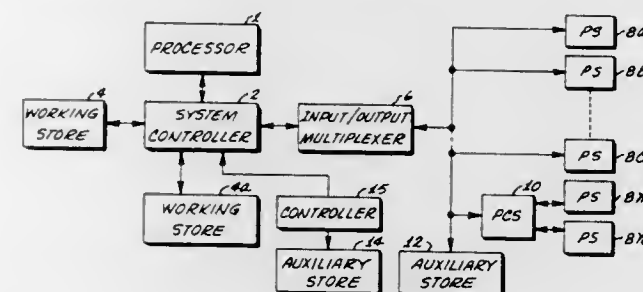 1
PROCESSOR
4
WORKING
STORE
2
SYSTEM
CONTROLLER
6
INPUT/OUTPUT
MULTIPLEXER
PS
PS
PS
4a
WORKING
STORE
15
CONTROLLER
14
AUXILIARY
STORE
12
AUXILIARY
STORE
10
PCS
PS
PS